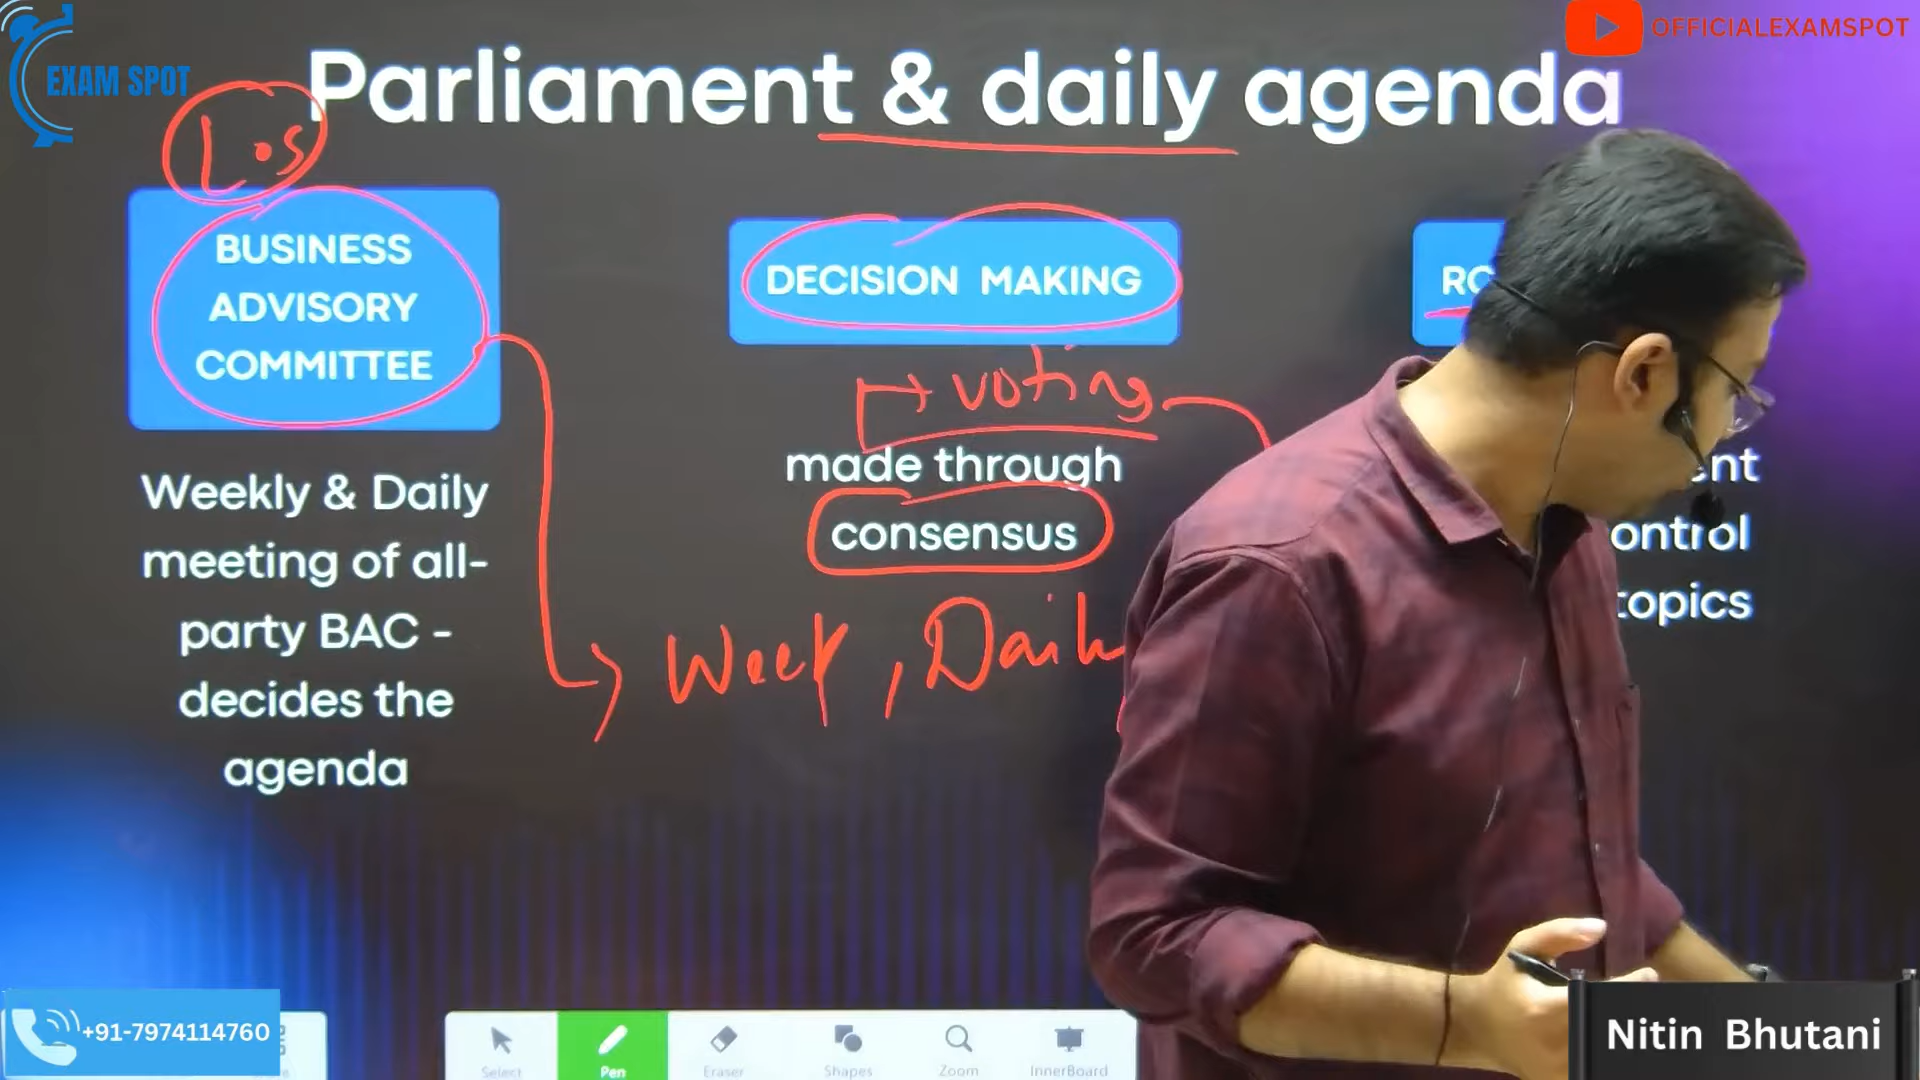 EXAM SPOT
OFFICIALEXAMSPOT
Parliament & daily agenda
L.S
BUSINESS
ADVISORY
COMMITTEE
Weekly & Daily
meeting of all-
party BAC -
decides the
agenda
DECISION MAKING
voting
made through
consensus
Week, Daily
ontrol
topics
+91-7974114760
Select
Pen
Eraser
Shapes
Zoom
InnerBoard
Nitin Bhutani